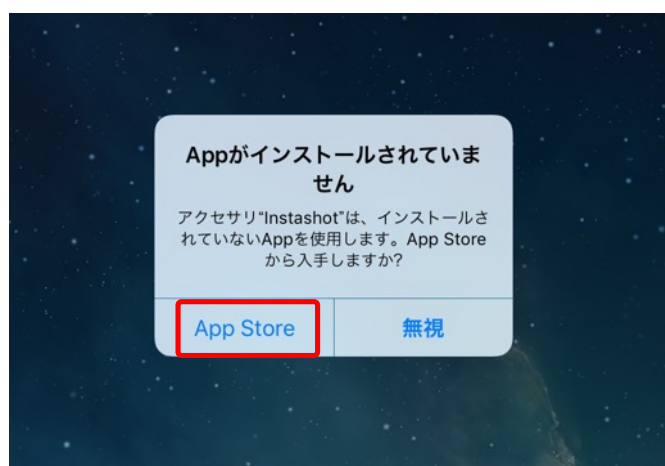 Appがインストールされていま
せん
アクセサリ“Instashot”は、インストールさ
れていないAppを使用します。App Store
から入手しますか?
App Store
無視